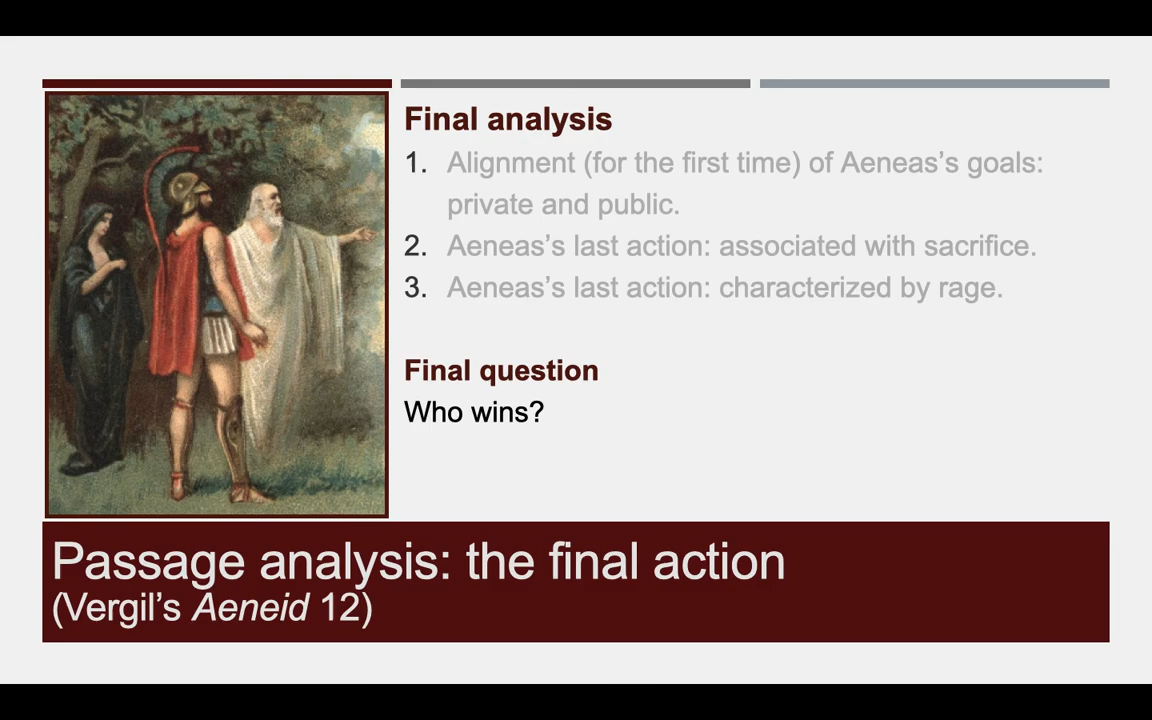 Final analysis
1. Alignment (for the first time) of Aeneas’s goals:
private and public.
2. Aeneas’s last action: associated with sacrifice.
3. Aeneas’s last action: characterized by rage.
Final question
Who wins?
Passage analysis: the final action
(Vergil’s Aeneid 12)